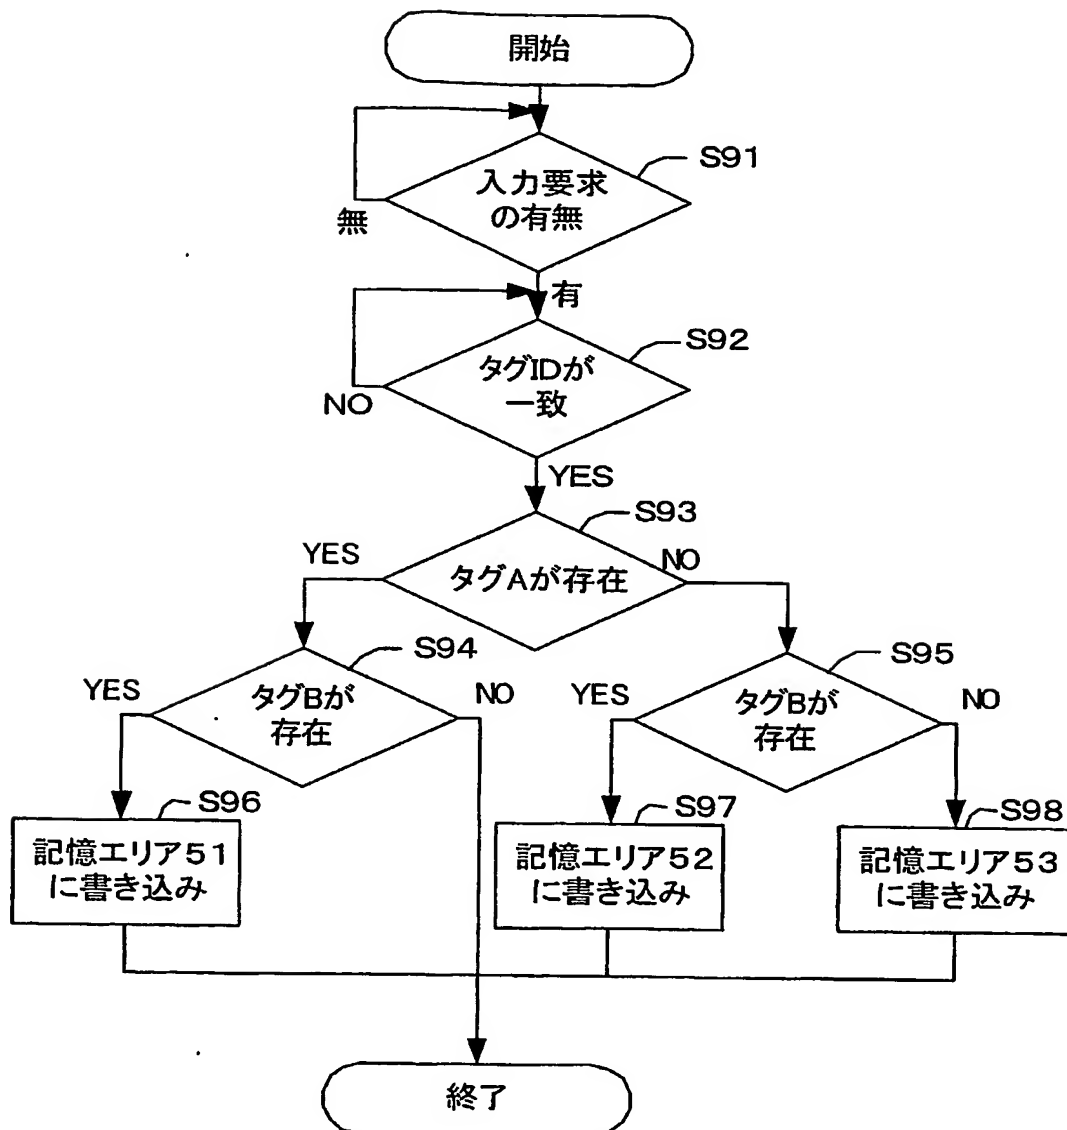 開始
S91
入力要求
の有無
無
有
S92
タグIDが
一致
NO
YES
S93
YES
タグAが存在
NO
S94
S95
YES
タグBが
存在
NO
YES
タグBが
存在
NO
S96
S97
S98
記憶エリア51
に書き込み
記憶エリア52
に書き込み
記憶エリア53
に書き込み
終了